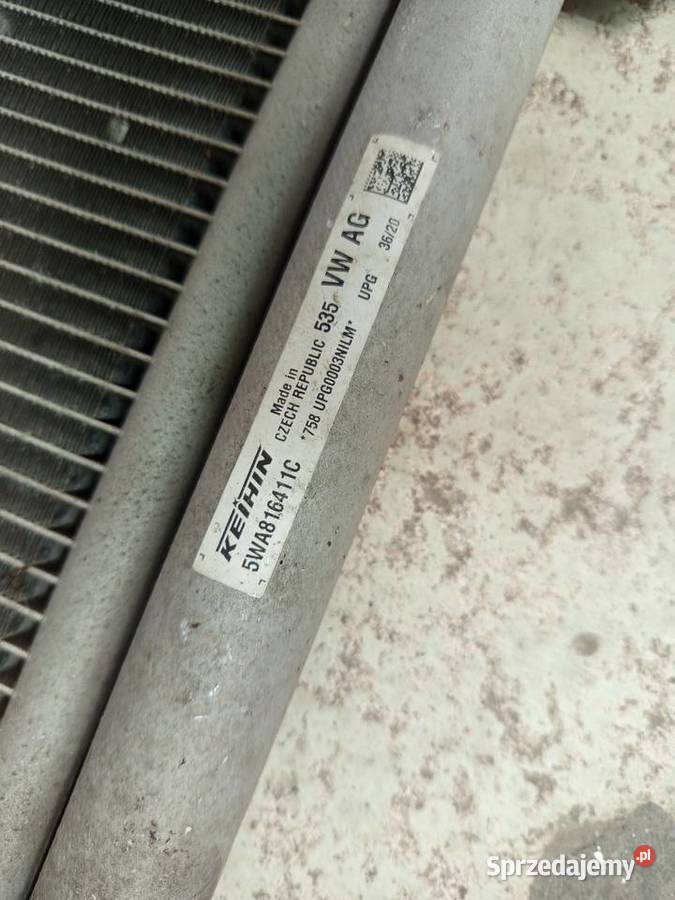 KEIHIN
5WA816411C
Made in
CZECH REPUBLIC 535 VW AG
*758 UPG0003NILM* UPG 36/20
Sprzedajemy.pl